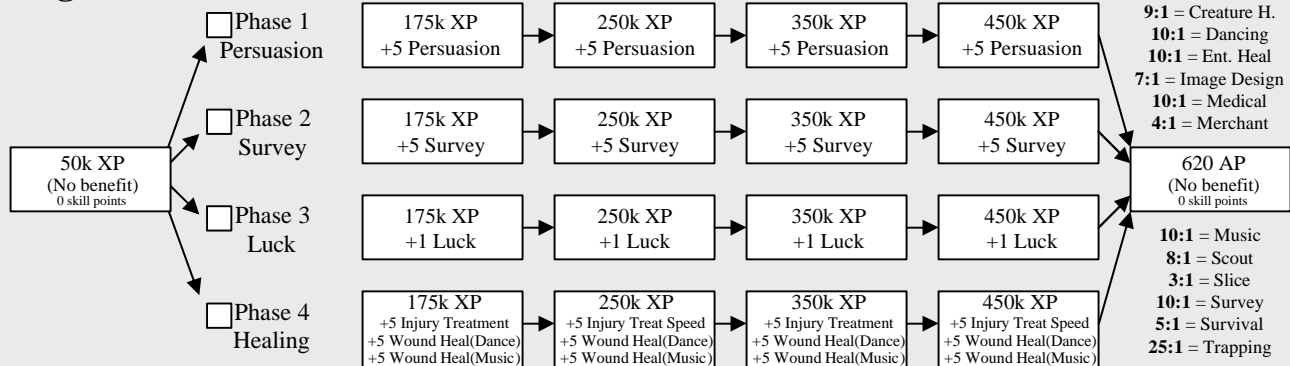 Phase 1
Persuasion
175k XP
+5 Persuasion
250k XP
+5 Persuasion
350k XP
+5 Persuasion
450k XP
+5 Persuasion
9:1 = Creature H.
10:1 = Dancing
10:1 = Ent. Heal
7:1 = Image Design
10:1 = Medical
4:1 = Merchant
Phase 2
Survey
175k XP
+5 Survey
250k XP
+5 Survey
350k XP
+5 Survey
450k XP
+5 Survey
50k XP
(No benefit)
0 skill points
620 AP
(No benefit)
0 skill points
Phase 3
Luck
175k XP
+1 Luck
250k XP
+1 Luck
350k XP
+1 Luck
450k XP
+1 Luck
10:1 = Music
8:1 = Scout
3:1 = Slice
10:1 = Survey
5:1 = Survival
25:1 = Trapping
Phase 4
Healing
175k XP
+5 Injury Treatment
+5 Wound Heal(Dance)
+5 Wound Heal(Music)
250k XP
+5 Injury Treat Speed
+5 Wound Heal(Dance)
+5 Wound Heal(Music)
350k XP
+5 Injury Treatment
+5 Wound Heal(Dance)
+5 Wound Heal(Music)
450k XP
+5 Injury Treat Speed
+5 Wound Heal(Dance)
+5 Wound Heal(Music)